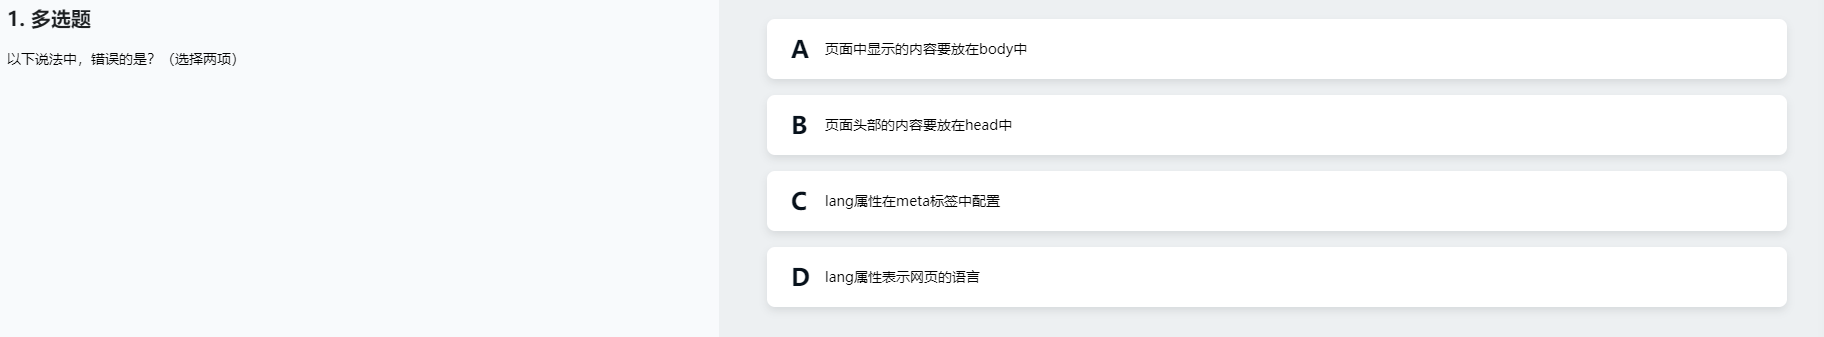 1. 多选题
以下说法中，错误的是？（选择两项）
A 页面中显示的内容要放在body中
B 页面头部的内容要放在head中
C lang属性在meta标签中配置
D lang属性表示网页的语言